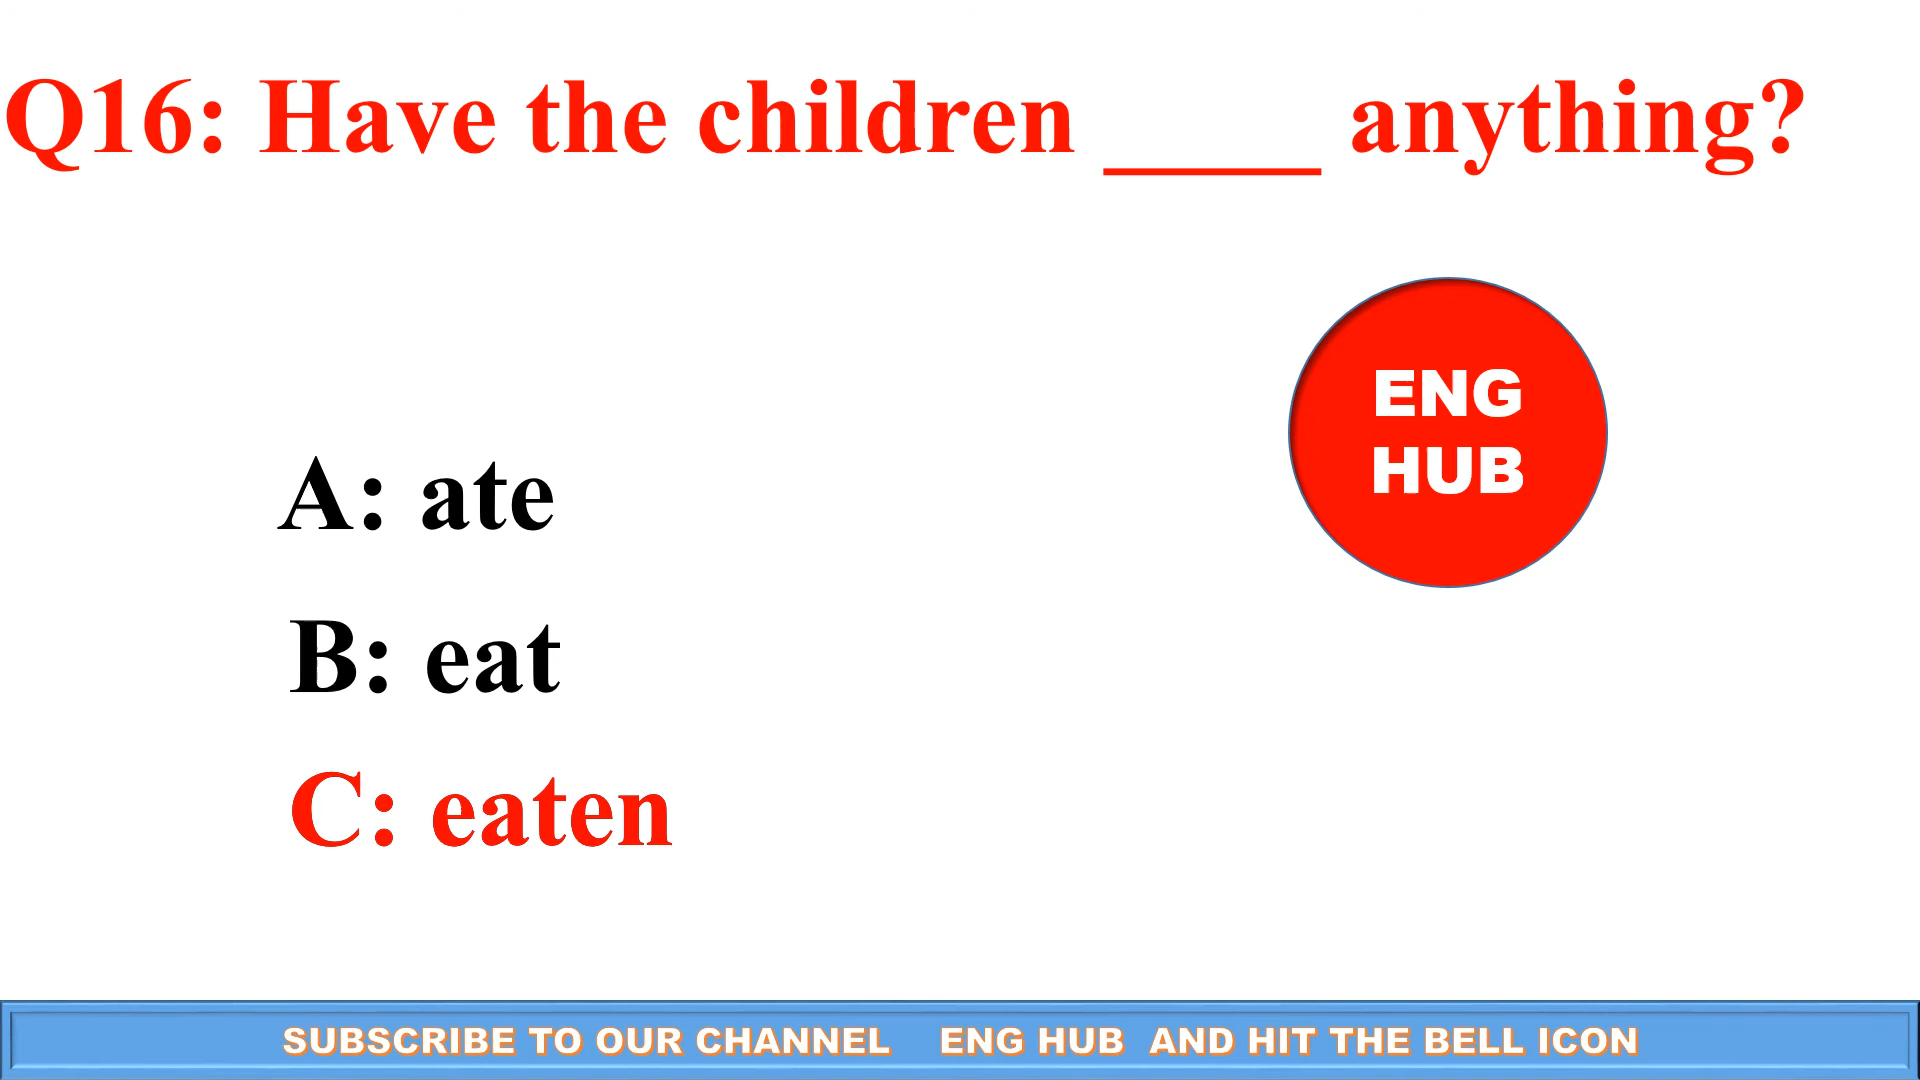 Q16: Have the children ____ anything?
ENG
HUB
A: ate
B: eat
C: eaten
SUBSCRIBE TO OUR CHANNEL ENG HUB AND HIT THE BELL ICON